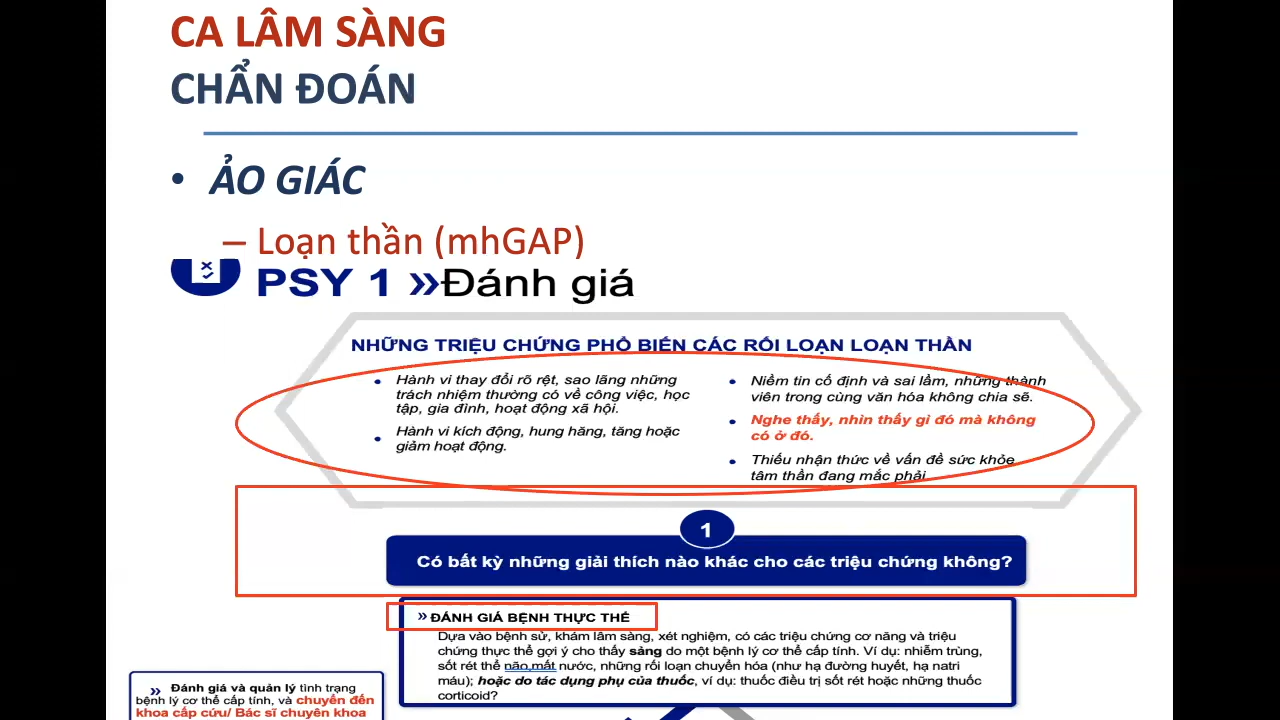 CA LÂM SÀNG
CHẨN ĐOÁN
• ẢO GIÁC
– Loạn thần (mhGAP)
PSY 1 »Đánh giá
NHỮNG TRIỆU CHỨNG PHỔ BIẾN CÁC RỐI LOẠN LOẠN THẦN
• Hành vi thay đổi rõ rệt, sao lãng những
trách nhiệm thường có về công việc, học
tập, gia đình, hoạt động xã hội.
• Hành vi kích động, hung hăng, tăng hoặc
giảm hoạt động.
• Niềm tin cố định và sai lầm, những thành
viên trong cùng văn hóa không chia sẽ.
• Nghe thấy, nhìn thấy gì đó mà không
có ở đó.
• Thiếu nhận thức về vấn đề sức khỏe
tâm thần đang mắc phải
1
Có bất kỳ những giải thích nào khác cho các triệu chứng không?
» ĐÁNH GIÁ BỆNH THỰC THỂ
Dựa vào bệnh sử, khám lâm sàng, xét nghiệm, có các triệu chứng cơ năng và triệu
chứng thực thể gợi ý cho thấy sảng do một bệnh lý cơ thể cấp tính. Ví dụ: nhiễm trùng,
sốt rét thể não,mất nước, những rối loạn chuyển hóa (như hạ đường huyết, hạ natri
máu); hoặc do tác dụng phụ của thuốc, ví dụ: thuốc điều trị sốt rét hoặc những thuốc
corticoid?
» Đánh giá và quản lý tình trạng
bệnh lý cơ thể cấp tính, và chuyển đến
khoa cấp cứu/ Bác sĩ chuyên khoa